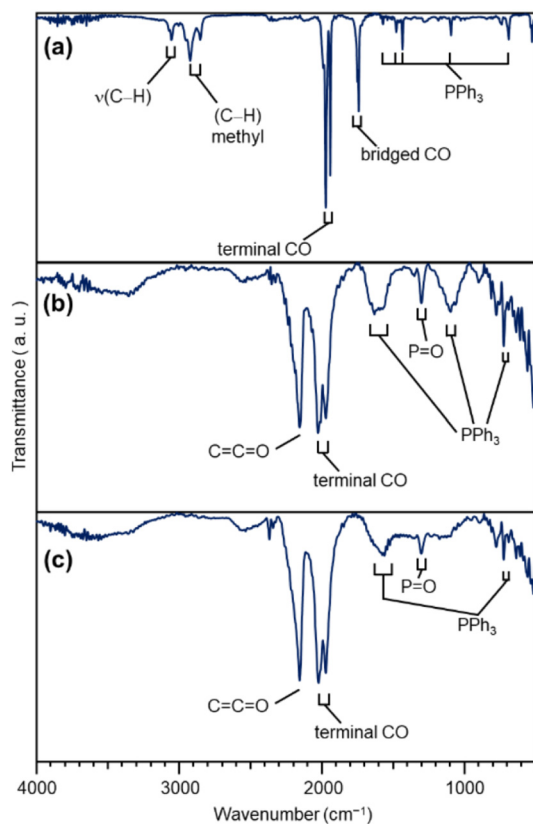 (a)
ν(C–H)
(C–H)
methyl
PPh3
bridged CO
terminal CO
(b)
P=O
PPh3
C=C=O
terminal CO
(c)
P=O
PPh3
C=C=O
terminal CO
Transmittance ( a. u. )
4000 3000 2000 1000
Wavenumber (cm⁻¹)